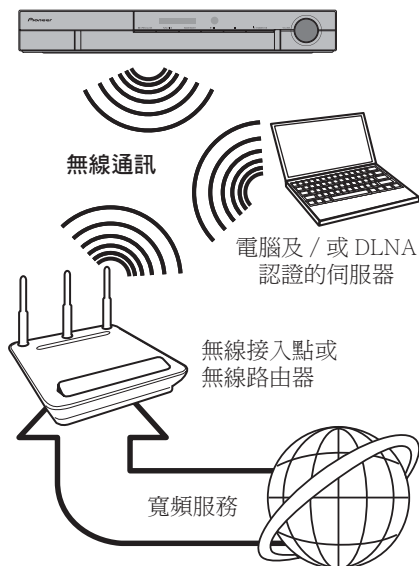 Pioneer
無線通訊
電腦及 / 或 DLNA
認證的伺服器
無線接入點或
無線路由器
寬頻服務